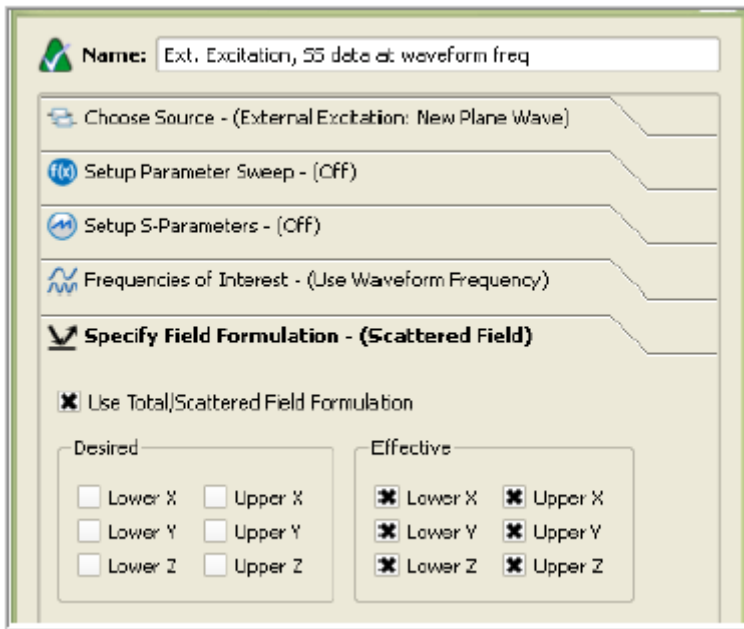 Name: Ext. Excitation, SS data at waveform freq
Choose Source - (External Excitation: New Plane Wave)
f(x) Setup Parameter Sweep - (Off)
Setup S-Parameters - (Off)
Frequencies of Interest - (Use Waveform Frequency)
Specify Field Formulation - (Scattered Field)
Use Total/Scattered Field Formulation
Desired Effective
Lower X Upper X Lower X Upper X
Lower Y Upper Y Lower Y Upper Y
Lower Z Upper Z Lower Z Upper Z